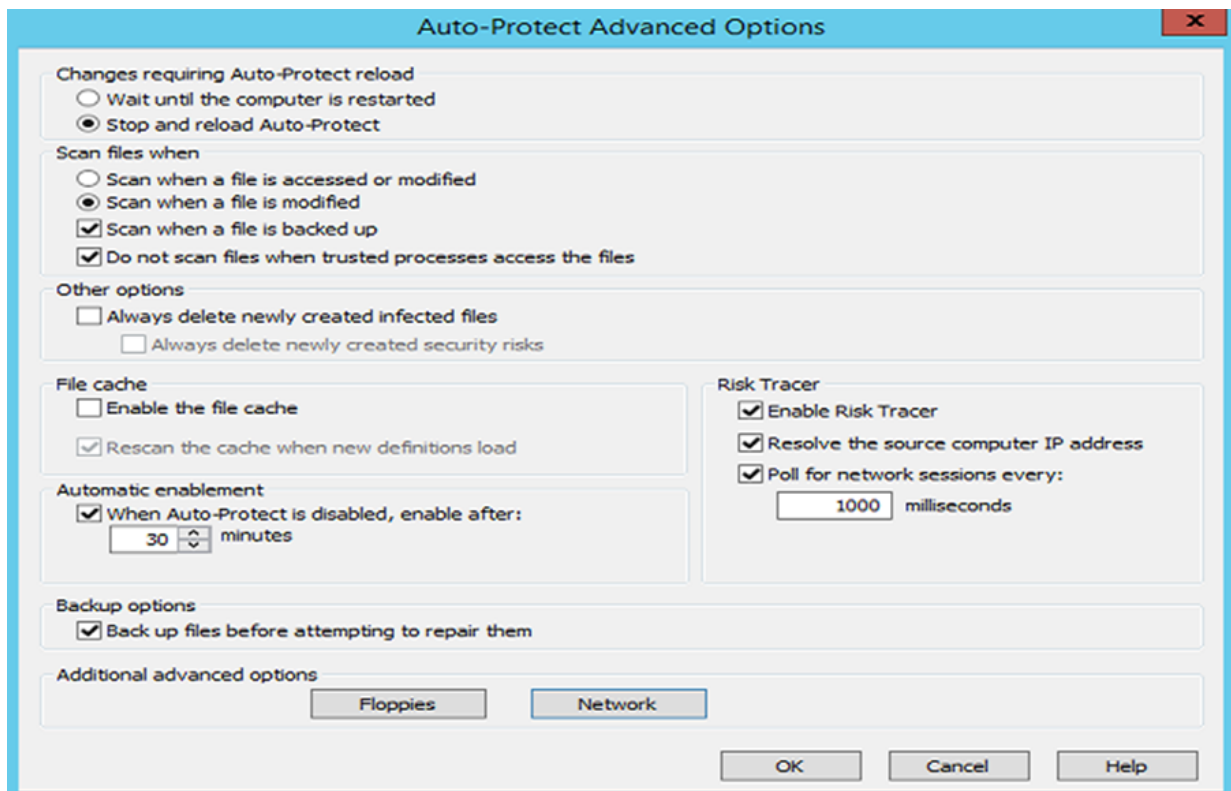 Auto-Protect Advanced Options
x
Changes requiring Auto-Protect reload
Wait until the computer is restarted
Stop and reload Auto-Protect
Scan files when
Scan when a file is accessed or modified
Scan when a file is modified
Scan when a file is backed up
Do not scan files when trusted processes access the files
Other options
Always delete newly created infected files
Always delete newly created security risks
File cache
Enable the file cache
Rescan the cache when new definitions load
Risk Tracer
Enable Risk Tracer
Resolve the source computer IP address
Poll for network sessions every:
1000 milliseconds
Automatic enablement
When Auto-Protect is disabled, enable after:
30 minutes
Backup options
Back up files before attempting to repair them
Additional advanced options
Floppies Network
OK Cancel Help